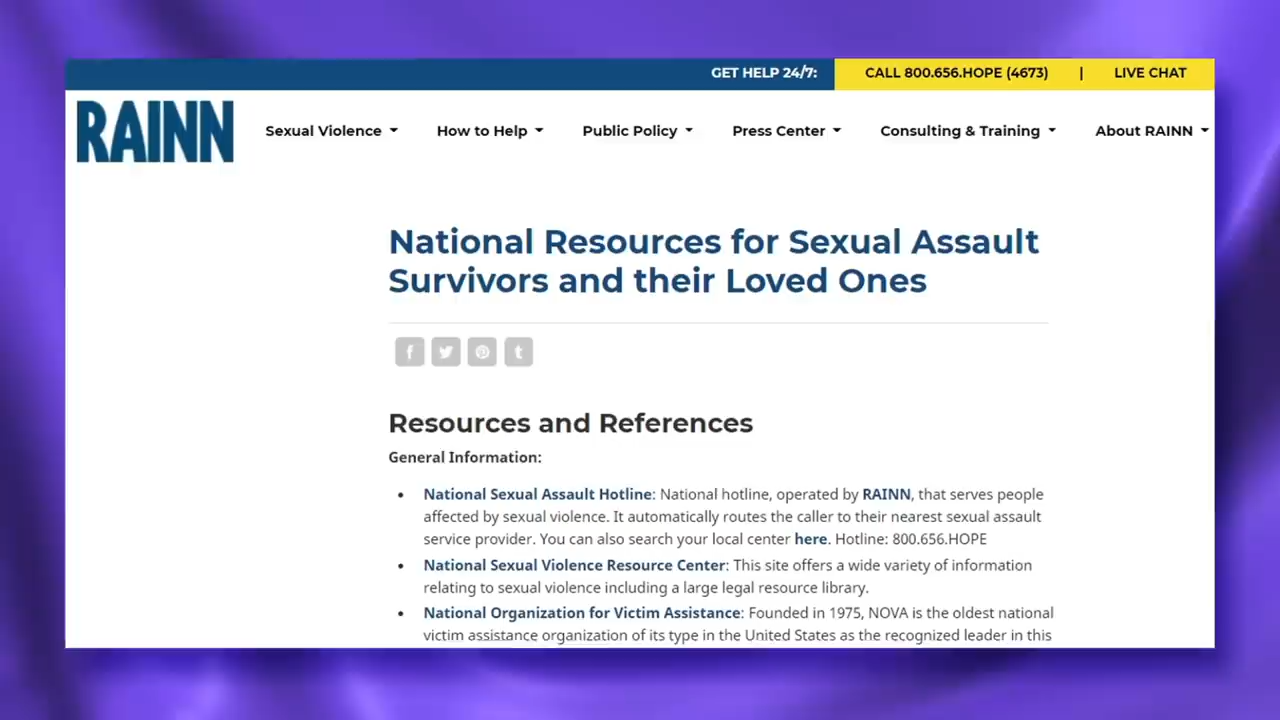 GET HELP 24/7: CALL 800.656.HOPE (4673) | LIVE CHAT
RAINN Sexual Violence How to Help Public Policy Press Center Consulting & Training About RAINN
National Resources for Sexual Assault
Survivors and their Loved Ones
Resources and References
General Information:
National Sexual Assault Hotline: National hotline, operated by RAINN, that serves people
affected by sexual violence. It automatically routes the caller to their nearest sexual assault
service provider. You can also search your local center here. Hotline: 800.656.HOPE
National Sexual Violence Resource Center: This site offers a wide variety of information
relating to sexual violence including a large legal resource library.
National Organization for Victim Assistance: Founded in 1975, NOVA is the oldest national
victim assistance organization of its type in the United States as the recognized leader in this